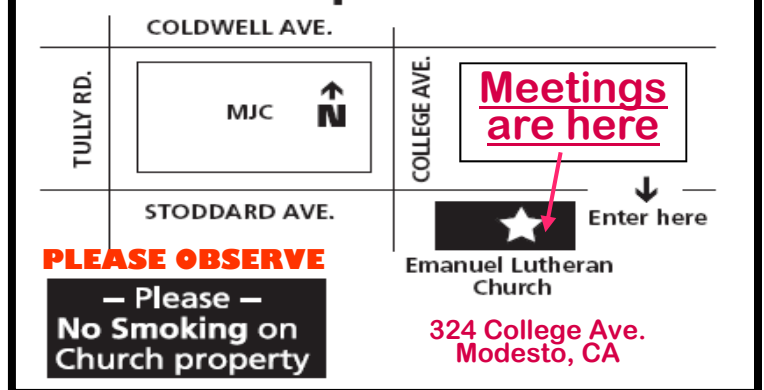 COLDWELL AVE.
TULLY RD.
MJC
N
COLLEGE AVE.
Meetings
are here
STODDARD AVE.
Enter here
PLEASE OBSERVE
Emanuel Lutheran
Church
– Please –
No Smoking on
Church property
324 College Ave.
Modesto, CA